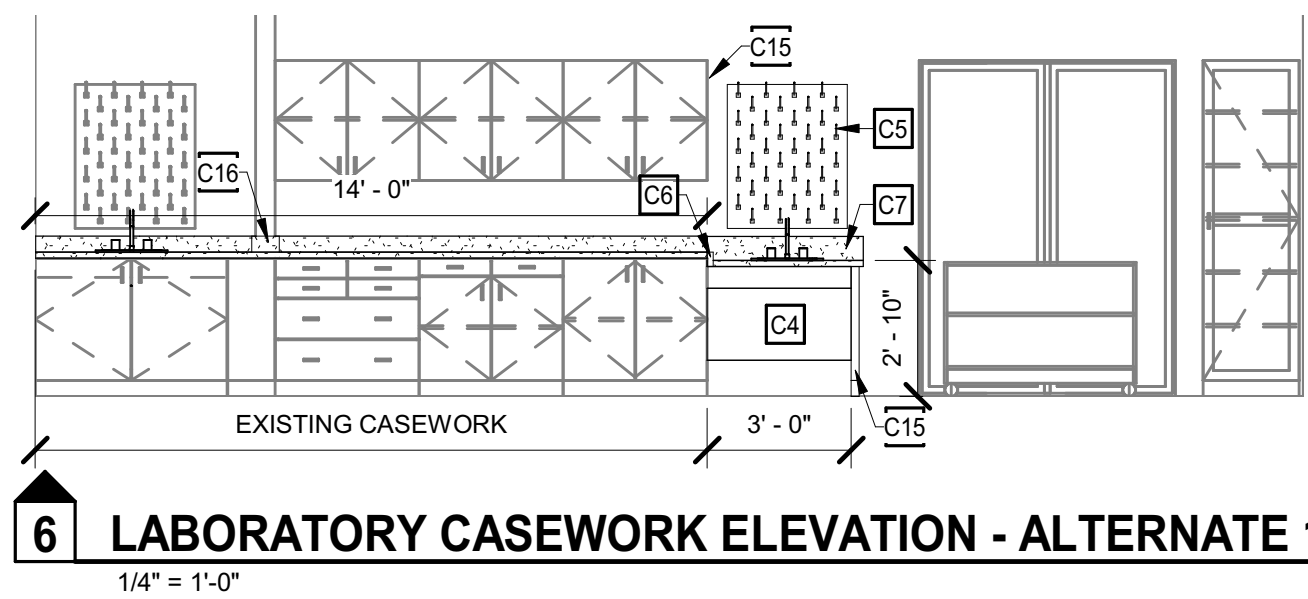 C15
C5
C16
14' - 0"
C6
C7
C4
2' - 10"
EXISTING CASEWORK
3' - 0"
C15
6
LABORATORY CASEWORK ELEVATION - ALTERNATE
1/4" = 1'-0"